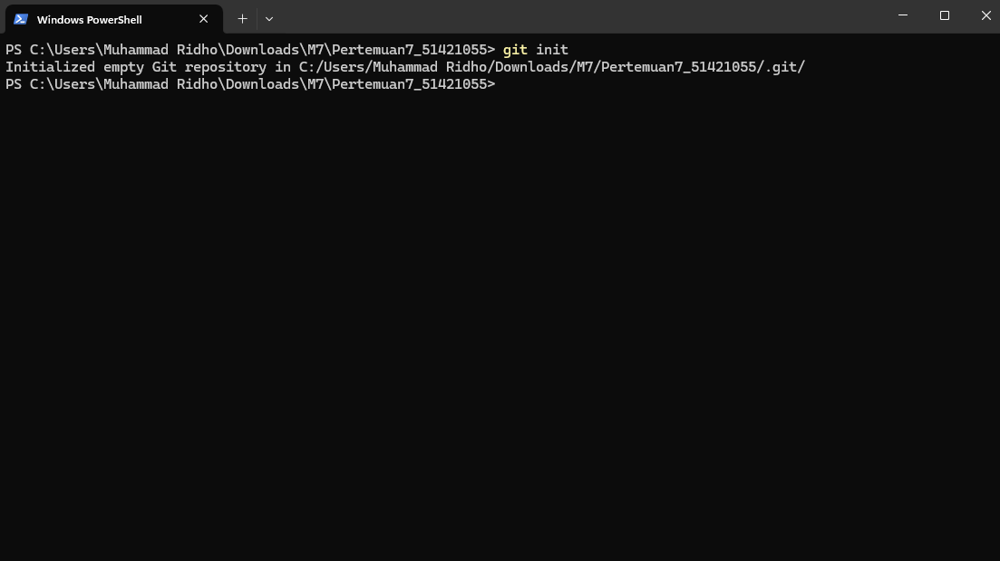 Windows PowerShell
PS C:\Users\Muhammad Ridho\Downloads\M7\Pertemuan7_51421055> git init
Initialized empty Git repository in C:/Users/Muhammad Ridho/Downloads/M7/Pertemuan7_51421055/.git/
PS C:\Users\Muhammad Ridho\Downloads\M7\Pertemuan7_51421055>